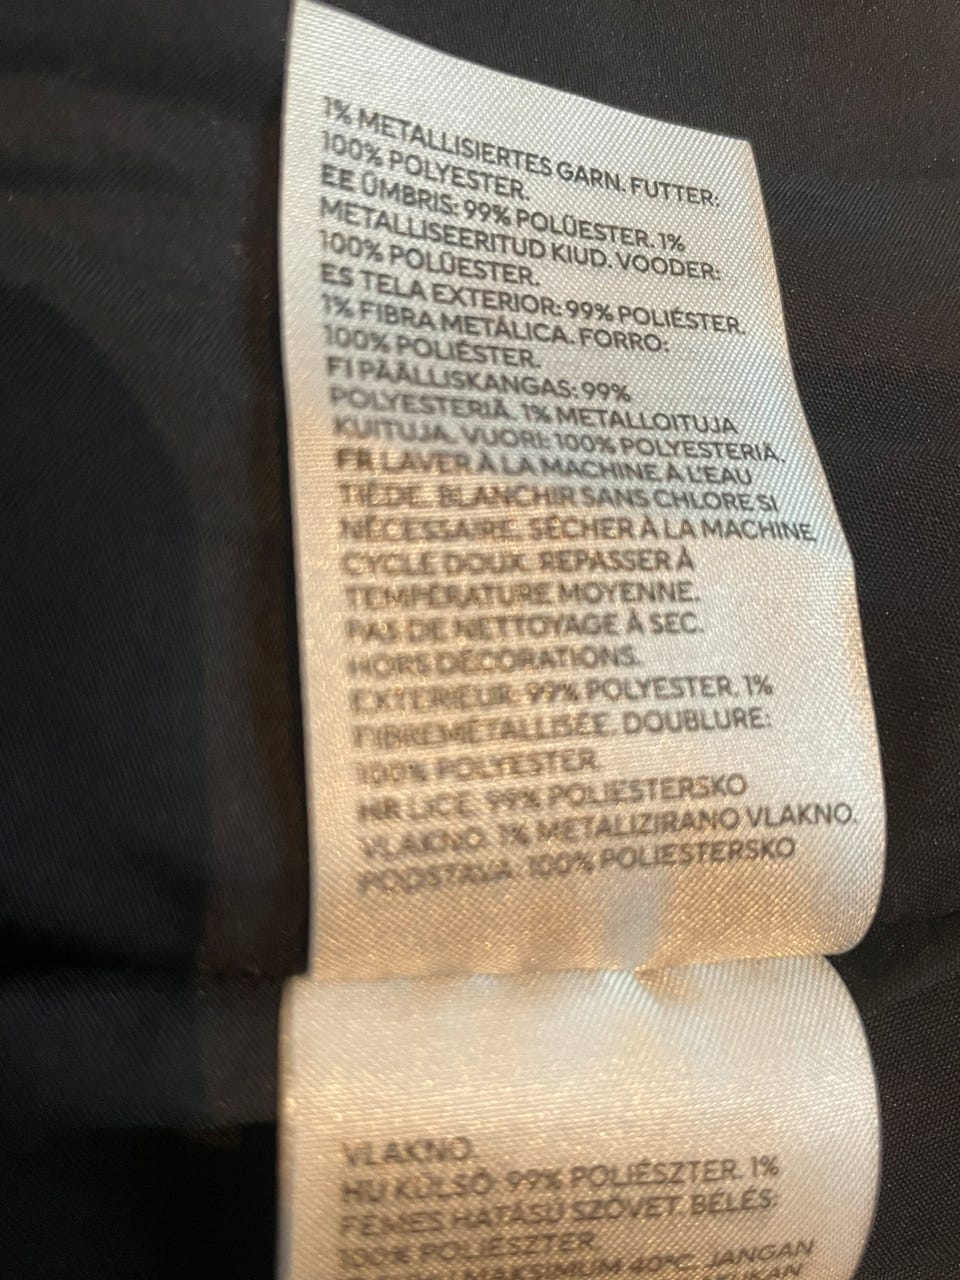 1% METALLISIERTES GARN. FUTTER:
100% POLYESTER.
EE ÜMBRIS: 99% POLÜESTER. 1%
METALLISEERITUD KIUD. VOODER:
100% POLÜESTER.
ES TELA EXTERIOR: 99% POLIÉSTER.
1% FIBRA METÁLICA. FORRO:
100% POLIÉSTER.
FI PÄÄLLISKANGAS: 99%
POLYESTERIÄ. 1% METALLOITUJA
KUITUJA. VUORI: 100% POLYESTERIÄ.
FR LAVER À LA MACHINE À L'EAU
TIÈDE. BLANCHIR SANS CHLORE SI
NÉCESSAIRE. SÉCHER À LA MACHINE
CYCLE DOUX. REPASSER À
TEMPÉRATURE MOYENNE.
PAS DE NETTOYAGE À SEC.
HORS DÉCORATIONS.
EXTÉRIEUR: 99% POLYESTER. 1%
FIBREMÉTALLISÉE. DOUBLURE:
100% POLYESTER.
HR LICE: 99% POLIESTERSKO
VLAKNO. 1% METALIZIRANO VLAKNO.
PODSTAVA: 100% POLIESTERSKO
VLAKNO.
HU KÜLSŐ: 99% POLIÉSZTER. 1%
FÉMES HATÁSÚ SZÖVET. BÉLÉS:
100% POLIÉSZTER.
MAKSIMUM 40°C. JANGAN